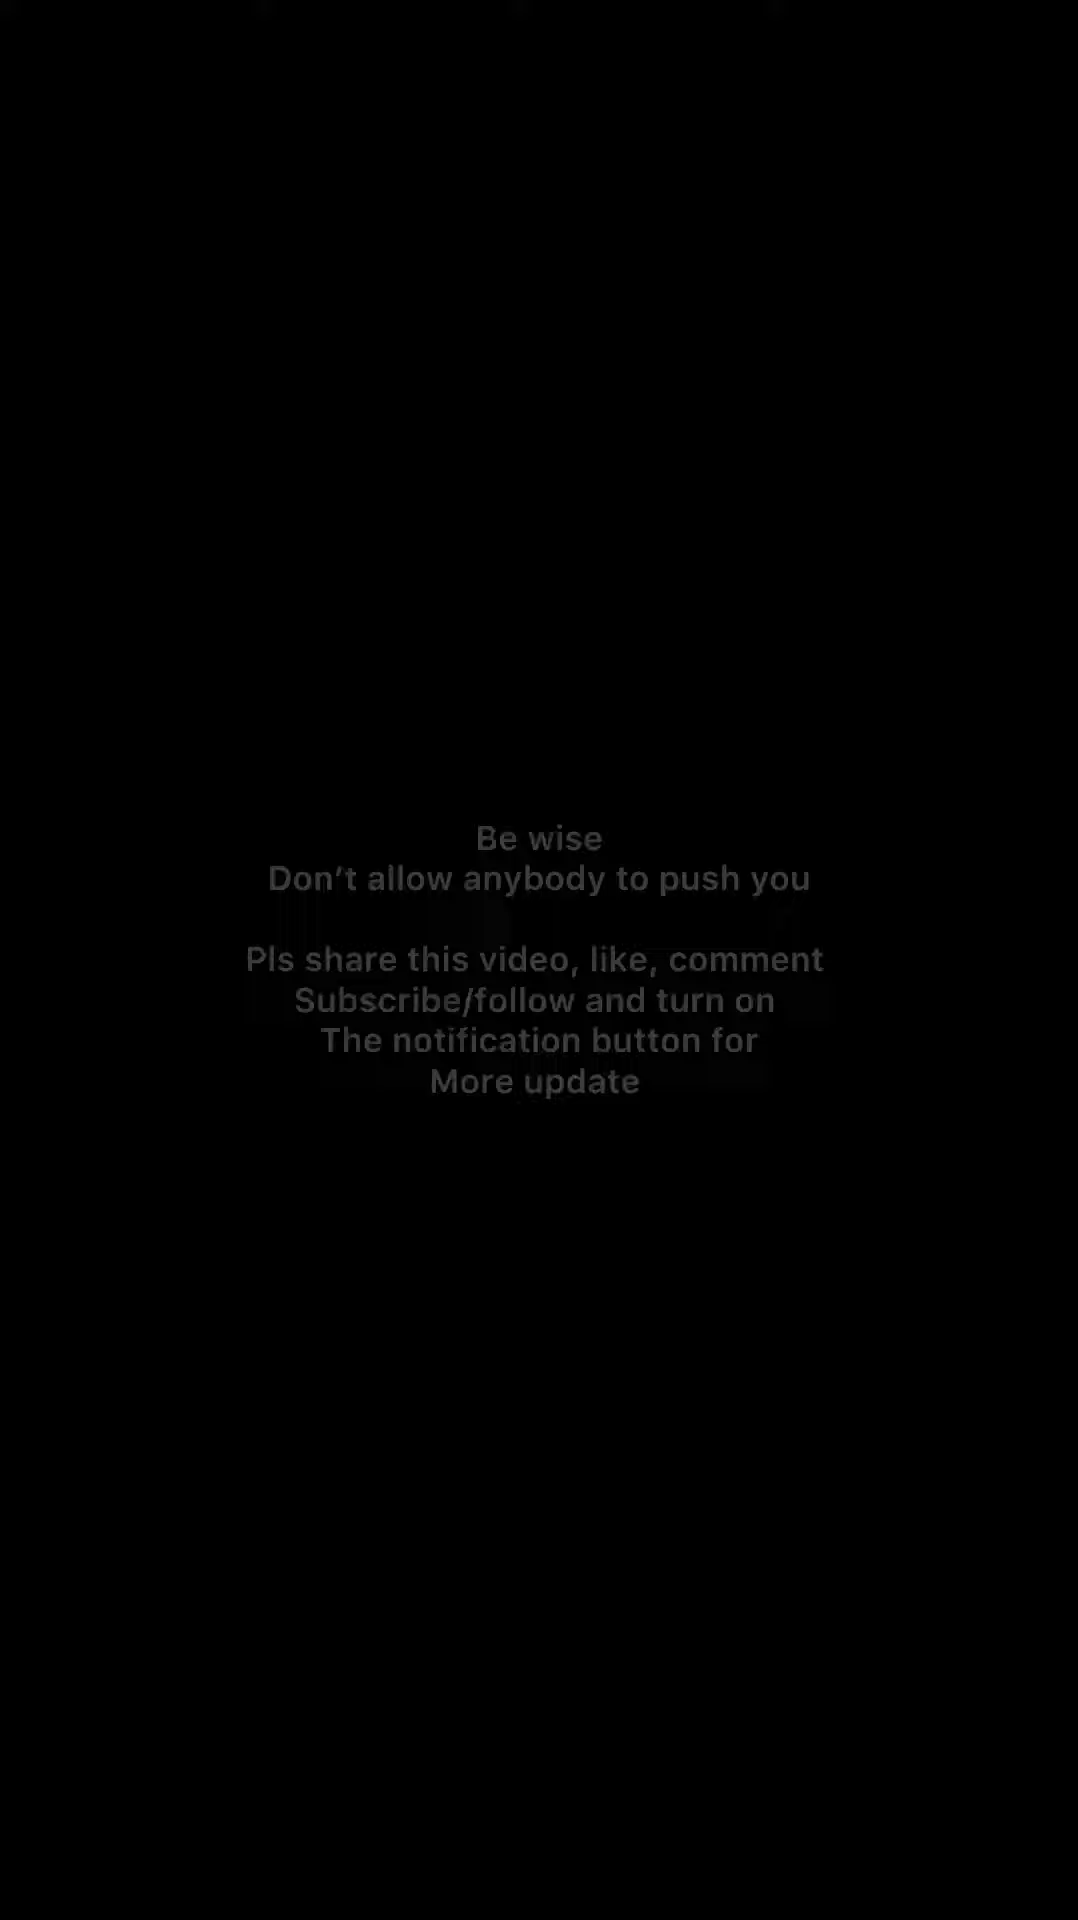 Be wise
Don’t allow anybody to push you
Pls share this video, like, comment
Subscribe/follow and turn on
The notification button for
More update